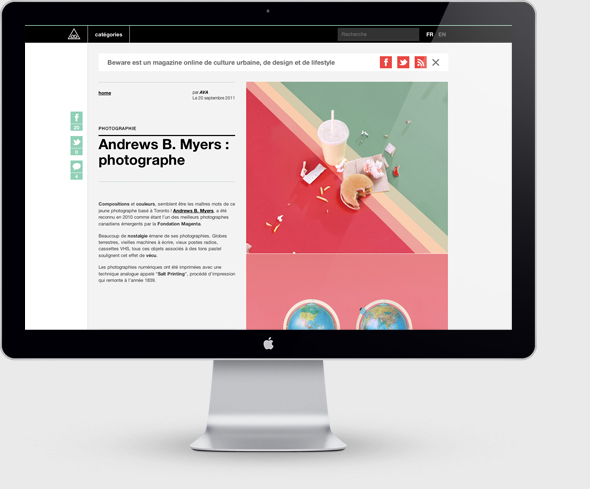 catégories
Recherche
FR EN
Beware est un magazine online de culture urbaine, de design et de lifestyle
home
par AVA
Le 20 septembre 2011
20
0
4
PHOTOGRAPHIE
Andrews B. Myers :
photographe
Compositions et couleurs, semblent être les maîtres mots de ce
jeune photographe basé à Toronto ! Andrews B. Myers, a été
reconnu en 2010 comme étant l'un des meilleurs photographes
canadiens émergents par le Fondation Magenta.
Beaucoup de nostalgie émane de ses photographies. Globes
terrestres, vieilles machines à écrire, vieux postes radios,
cassettes VHS, tous ces objets associés à des tons pastel
soulignent cet effet de vécu.
Les photographies numériques ont été imprimées avec une
technique analogue appelé "Salt Printing", procédé d'impression
qui remonte à l'année 1839.